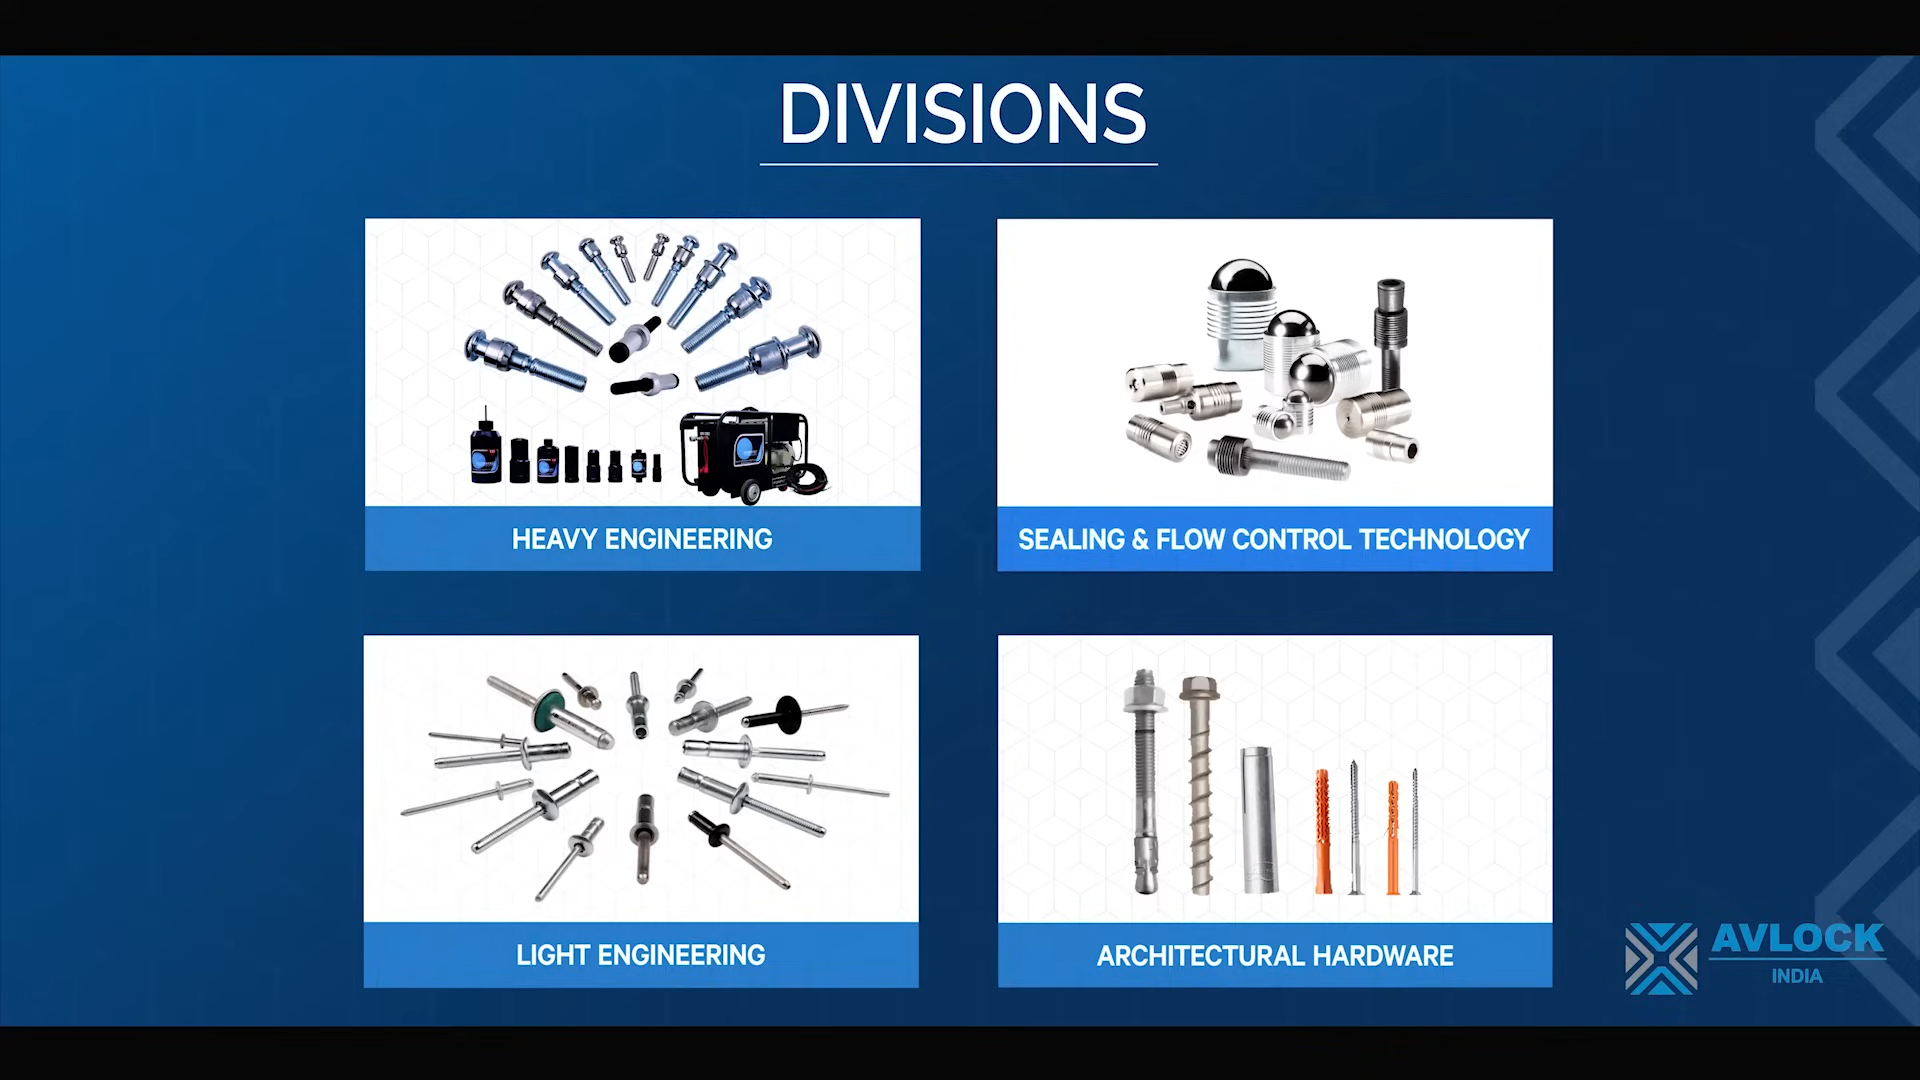 DIVISIONS
HEAVY ENGINEERING
SEALING & FLOW CONTROL TECHNOLOGY
LIGHT ENGINEERING
ARCHITECTURAL HARDWARE
AVLOCK
INDIA